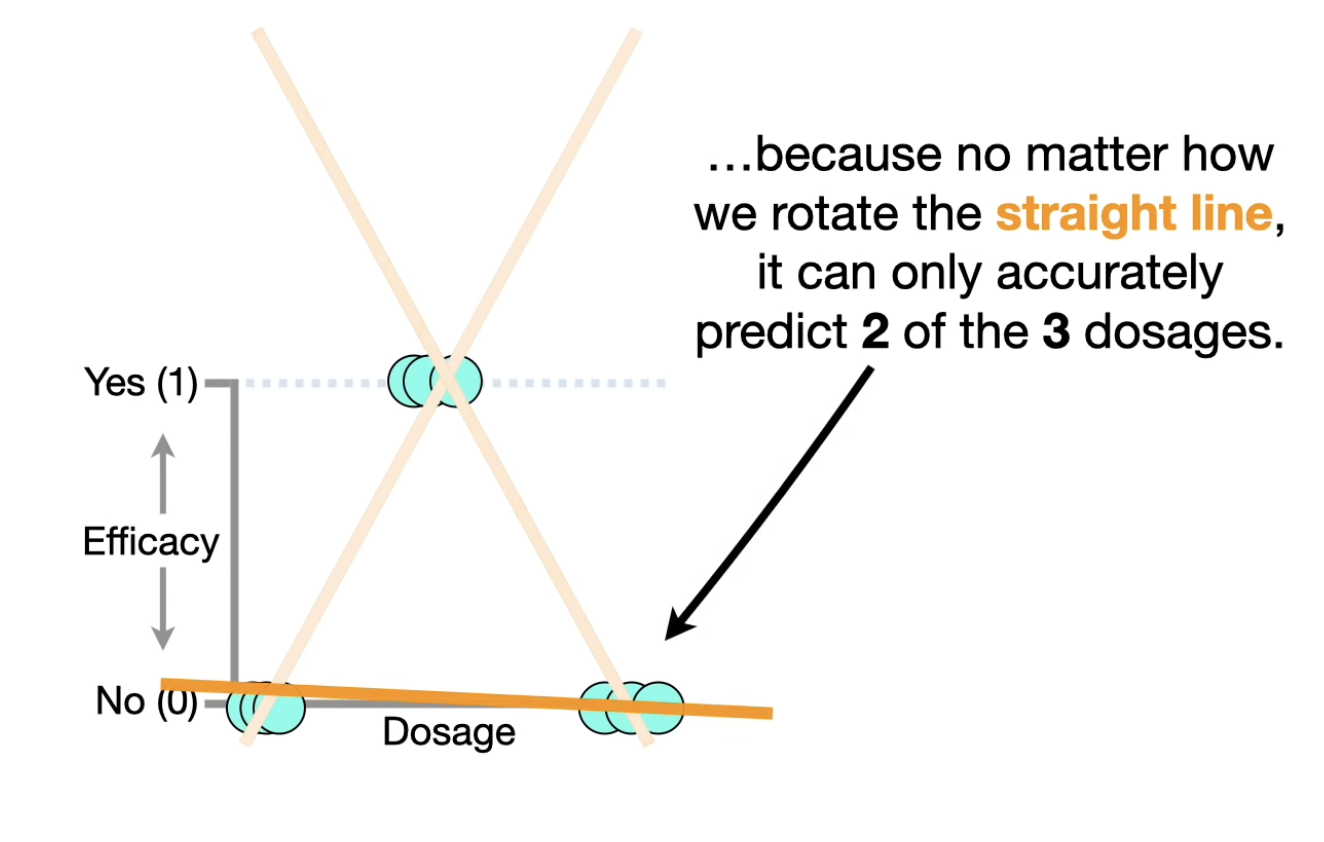 …because no matter how
we rotate the straight line,
it can only accurately
predict 2 of the 3 dosages.
Yes (1)
Efficacy
No (0)
Dosage